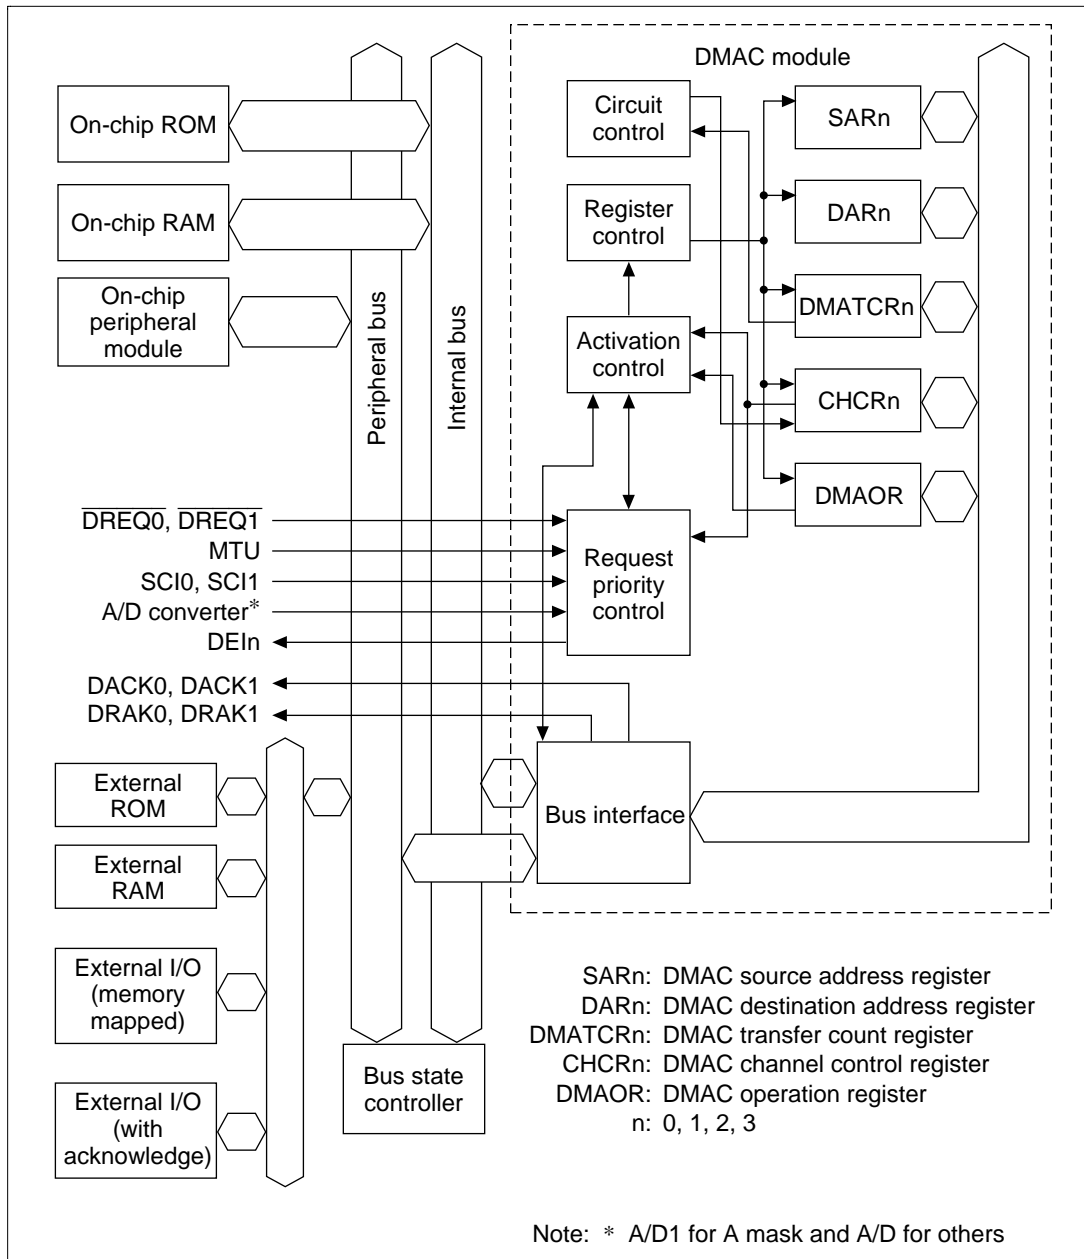 DMAC module
On-chip ROM
Circuit
control
SARn
On-chip RAM
Register
control
DARn
On-chip
peripheral
module
Peripheral bus
Internal bus
Activation
control
DMATCRn
CHCRn
DMAOR
DREQ0, DREQ1
MTU
SCI0, SCI1
A/D converter*
DEIn
Request
priority
control
DACK0, DACK1
DRAK0, DRAK1
External
ROM
Bus interface
External
RAM
External I/O
(memory
mapped)
External I/O
(with
acknowledge)
Bus state
controller
SARn: DMAC source address register
DARn: DMAC destination address register
DMATCRn: DMAC transfer count register
CHCRn: DMAC channel control register
DMAOR: DMAC operation register
n: 0, 1, 2, 3
Note: * A/D1 for A mask and A/D for others